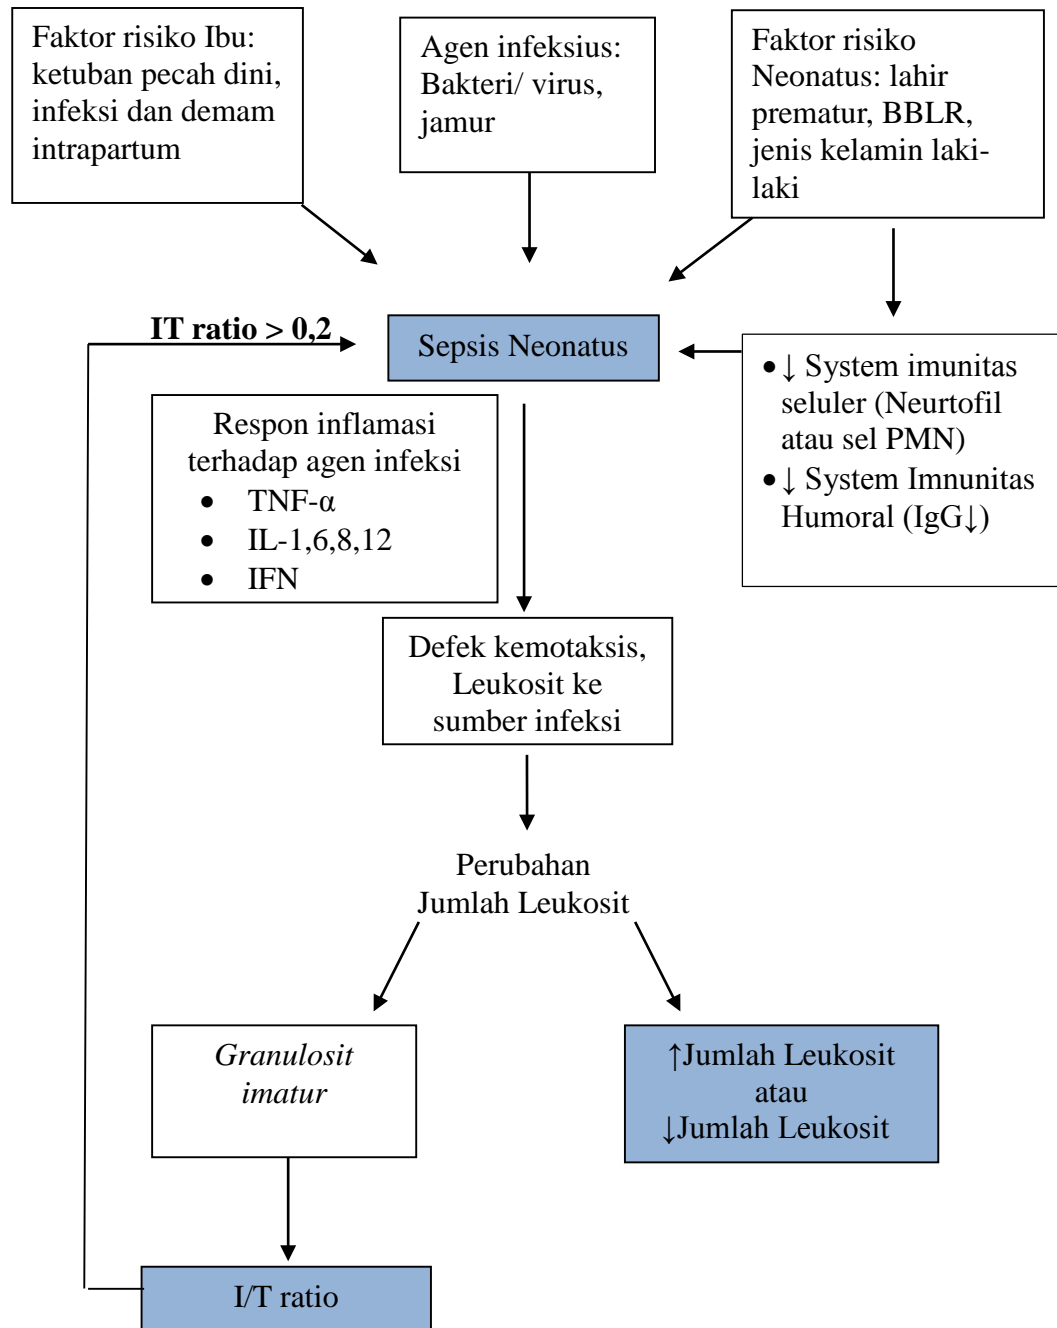 Faktor risiko Ibu:
ketuban pecah dini,
infeksi dan demam
intrapartum
Agen infeksius:
Bakteri/ virus,
jamur
Faktor risiko
Neonatus: lahir
prematur, BBLR,
jenis kelamin laki-
laki
IT ratio > 0,2
Sepsis Neonatus
• ↓ System imunitas
seluler (Neurtofil
atau sel PMN)
• ↓ System Imnunitas
Humoral (IgG↓)
Respon inflamasi
terhadap agen infeksi
• TNF-α
• IL-1,6,8,12
• IFN
Defek kemotaksis,
Leukosit ke
sumber infeksi
Perubahan
Jumlah Leukosit
Granulosit
imatur
↑Jumlah Leukosit
atau
↓Jumlah Leukosit
I/T ratio